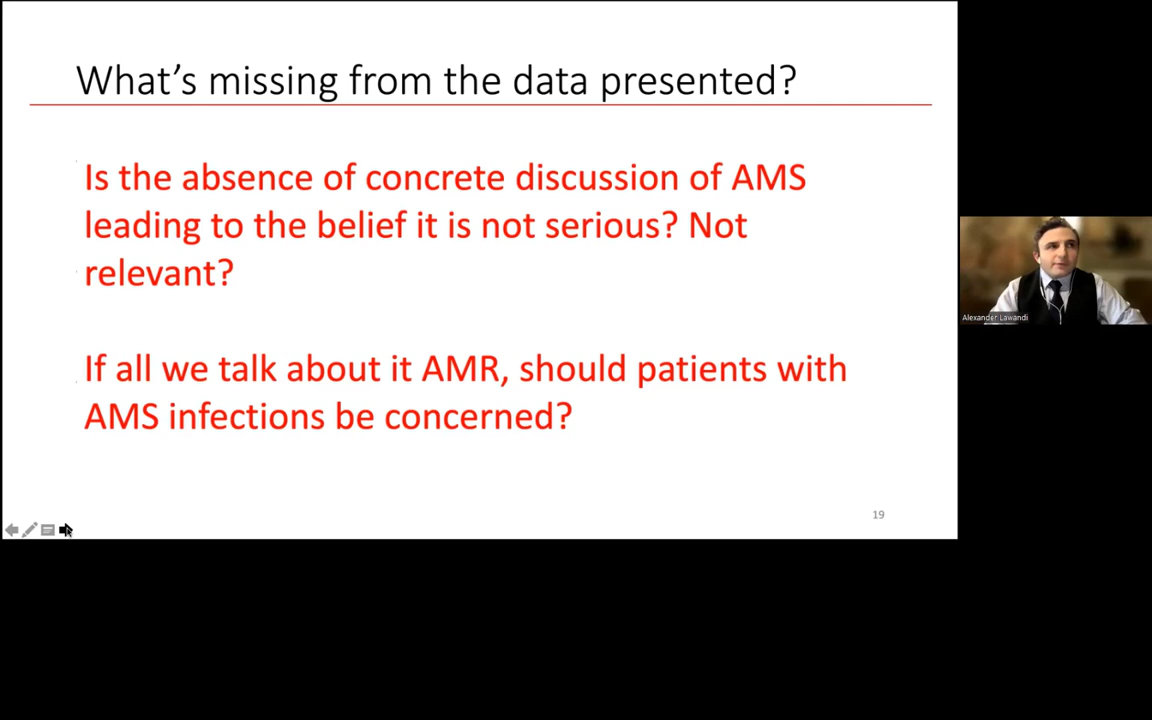 What's missing from the data presented?
Is the absence of concrete discussion of AMS
leading to the belief it is not serious? Not
relevant?
If all we talk about it AMR, should patients with
AMS infections be concerned?
19
Alexander Lawandi